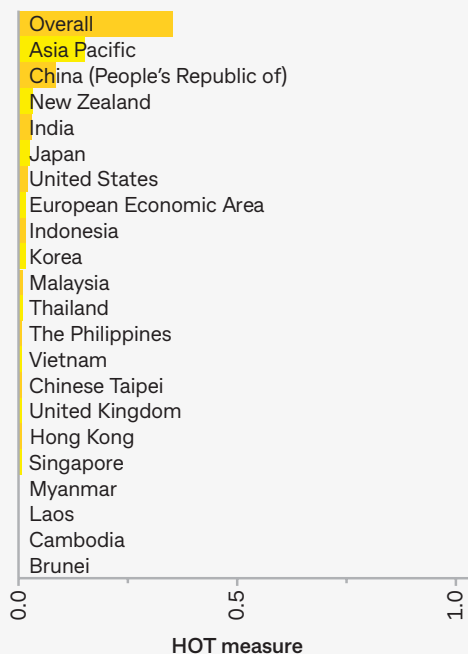 Overall
Asia Pacific
China (People’s Republic of)
New Zealand
India
Japan
United States
European Economic Area
Indonesia
Korea
Malaysia
Thailand
The Philippines
Vietnam
Chinese Taipei
United Kingdom
Hong Kong
Singapore
Myanmar
Laos
Cambodia
Brunei
0.0
0.5
1.0
HOT measure